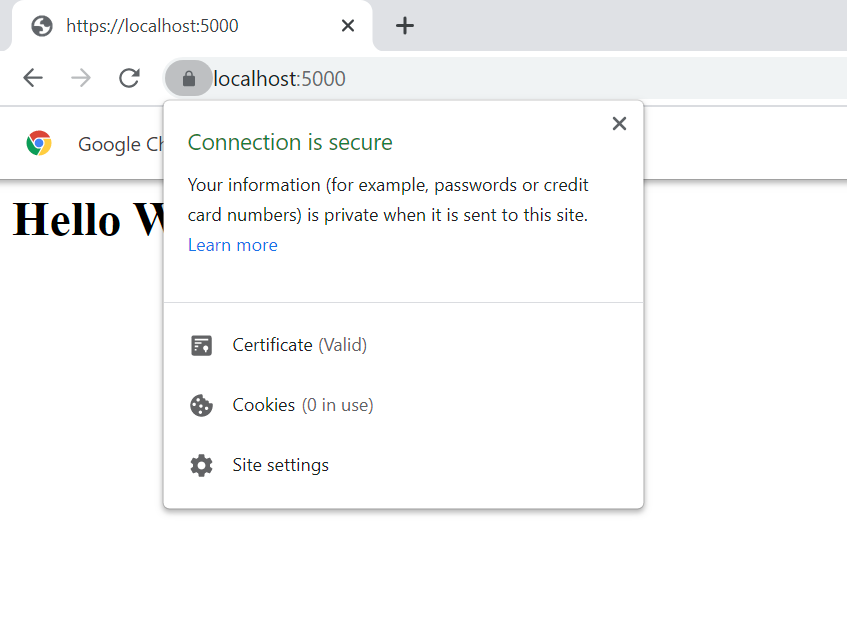 https://localhost:5000
localhost:5000
Google Ch
Connection is secure
Your information (for example, passwords or credit
card numbers) is private when it is sent to this site.
Learn more
Hello W
Certificate (Valid)
Cookies (0 in use)
Site settings